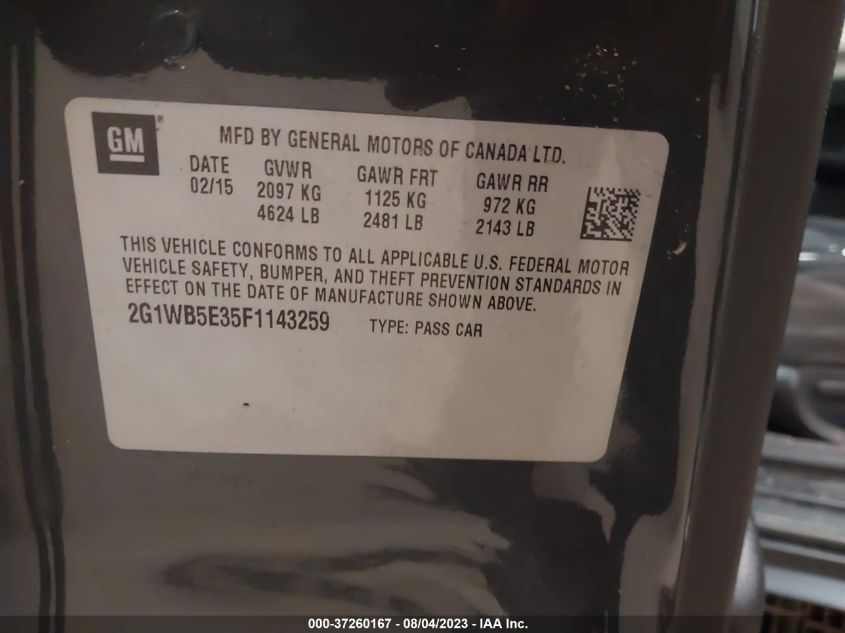 GM
MFD BY GENERAL MOTORS OF CANADA LTD.
DATE GVWR GAWR FRT GAWR RR
02/15 2097 KG 1125 KG 972 KG
4624 LB 2481 LB 2143 LB
THIS VEHICLE CONFORMS TO ALL APPLICABLE U.S. FEDERAL MOTOR
VEHICLE SAFETY, BUMPER, AND THEFT PREVENTION STANDARDS IN
EFFECT ON THE DATE OF MANUFACTURE SHOWN ABOVE.
2G1WB5E35F1143259 TYPE: PASS CAR
000-37260167 - 08/04/2023 - IAA Inc.